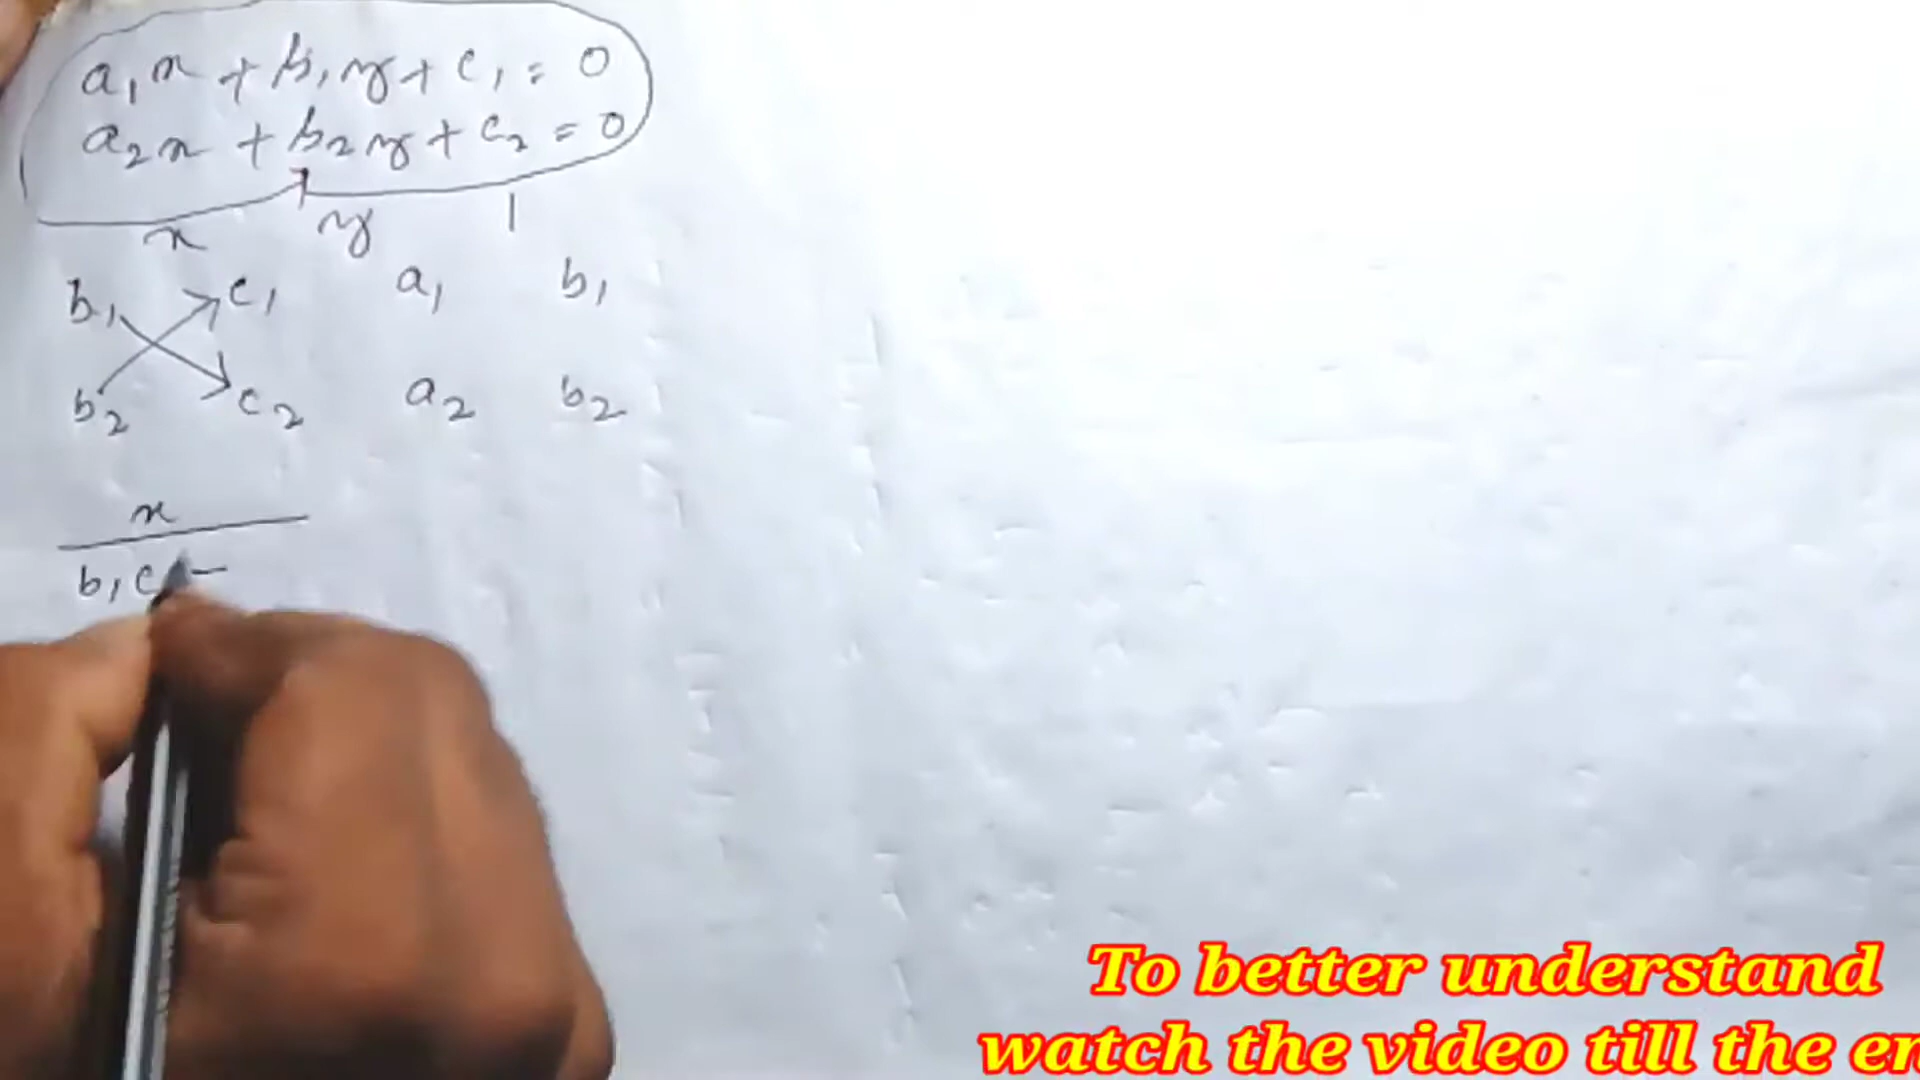 a₁x + b₁y + c₁ = 0
a₂x + b₂y + c₂ = 0
x y 1
b₁ c₁ a₁ b₁
b₂ c₂ a₂ b₂
x
b₁c -
To better understand
watch the video till the en